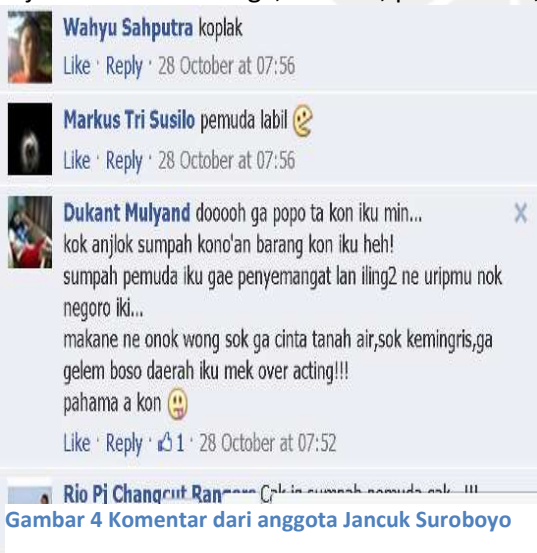 Wahyu Sahputra koplak
Like · Reply · 28 October at 07:56
Markus Tri Susilo pemuda labil
Like · Reply · 28 October at 07:56
Dukant Mulyand dooooh ga popo ta kon iku min...
kok anjlok sumpah kono'an barang kon iku heh!
sumpah pemuda iku gae penyemangat lan iling2 ne uripmu nok
negoro iki...
makane ne onok wong sok ga cinta tanah air,sok kemingris,ga
gelem boso daerah iku mek over acting!!!
pahama a kon
Like · Reply · 1 · 28 October at 07:52
Rio Pj Changcut
Gambar 4 Komentar dari anggota Jancuk Suroboyo